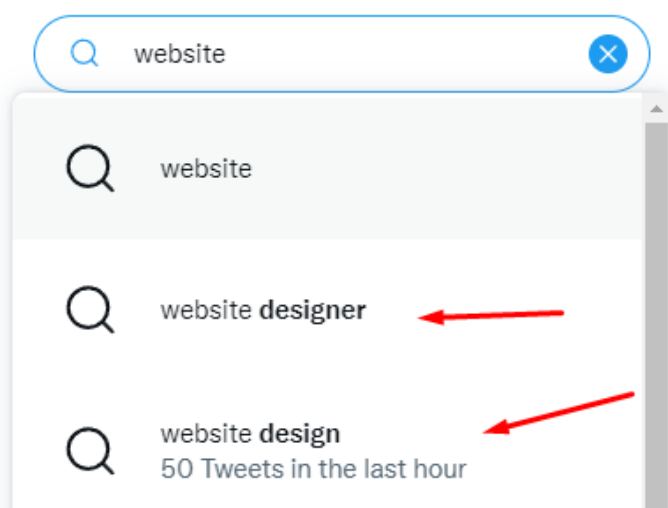 website
website
website designer
website design
50 Tweets in the last hour